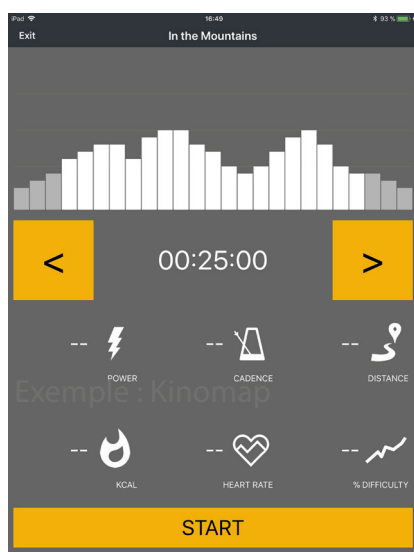 iPad 16:49 93 %
Exit In the Mountains
< 00:25:00 >
-- -- --
POWER CADENCE DISTANCE
Exemple : Kinomap
-- -- --
KCAL HEART RATE % DIFFICULTY
START